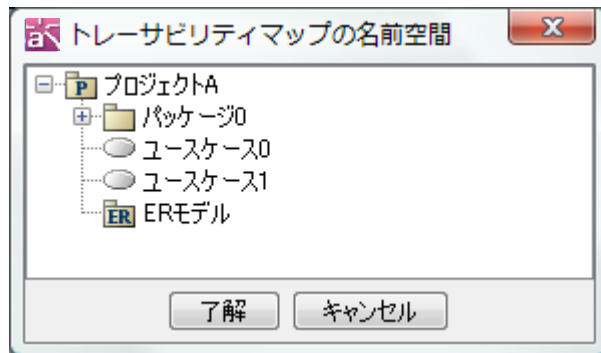 トレーサビリティマップの名前空間
プロジェクトA
パッケージ0
ユースケース0
ユースケース1
ER ERモデル
了解 キャンセル